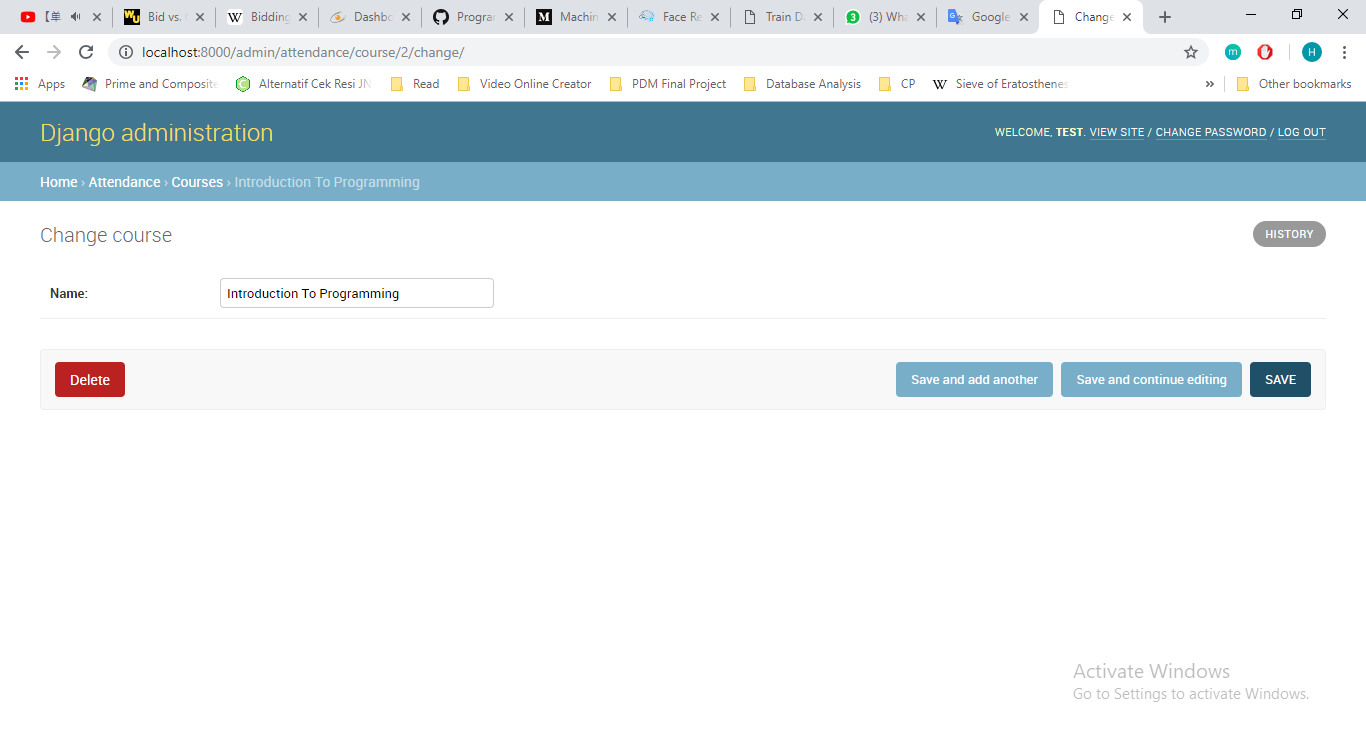 【单 Bid vs. Bidding Dashbo Progra Machin Face Re Train D 3 (3) Wha Google Change
localhost:8000/admin/attendance/course/2/change/ m H
Apps Prime and Composite Alternatif Cek Resi JN Read Video Online Creator PDM Final Project Database Analysis CP W Sieve of Eratosthenes » Other bookmarks
Django administration
WELCOME, TEST. VIEW SITE / CHANGE PASSWORD / LOG OUT
Home › Attendance › Courses › Introduction To Programming
Change course
HISTORY
Name:
Introduction To Programming
Delete
Save and add another
Save and continue editing
SAVE
Activate Windows
Go to Settings to activate Windows.